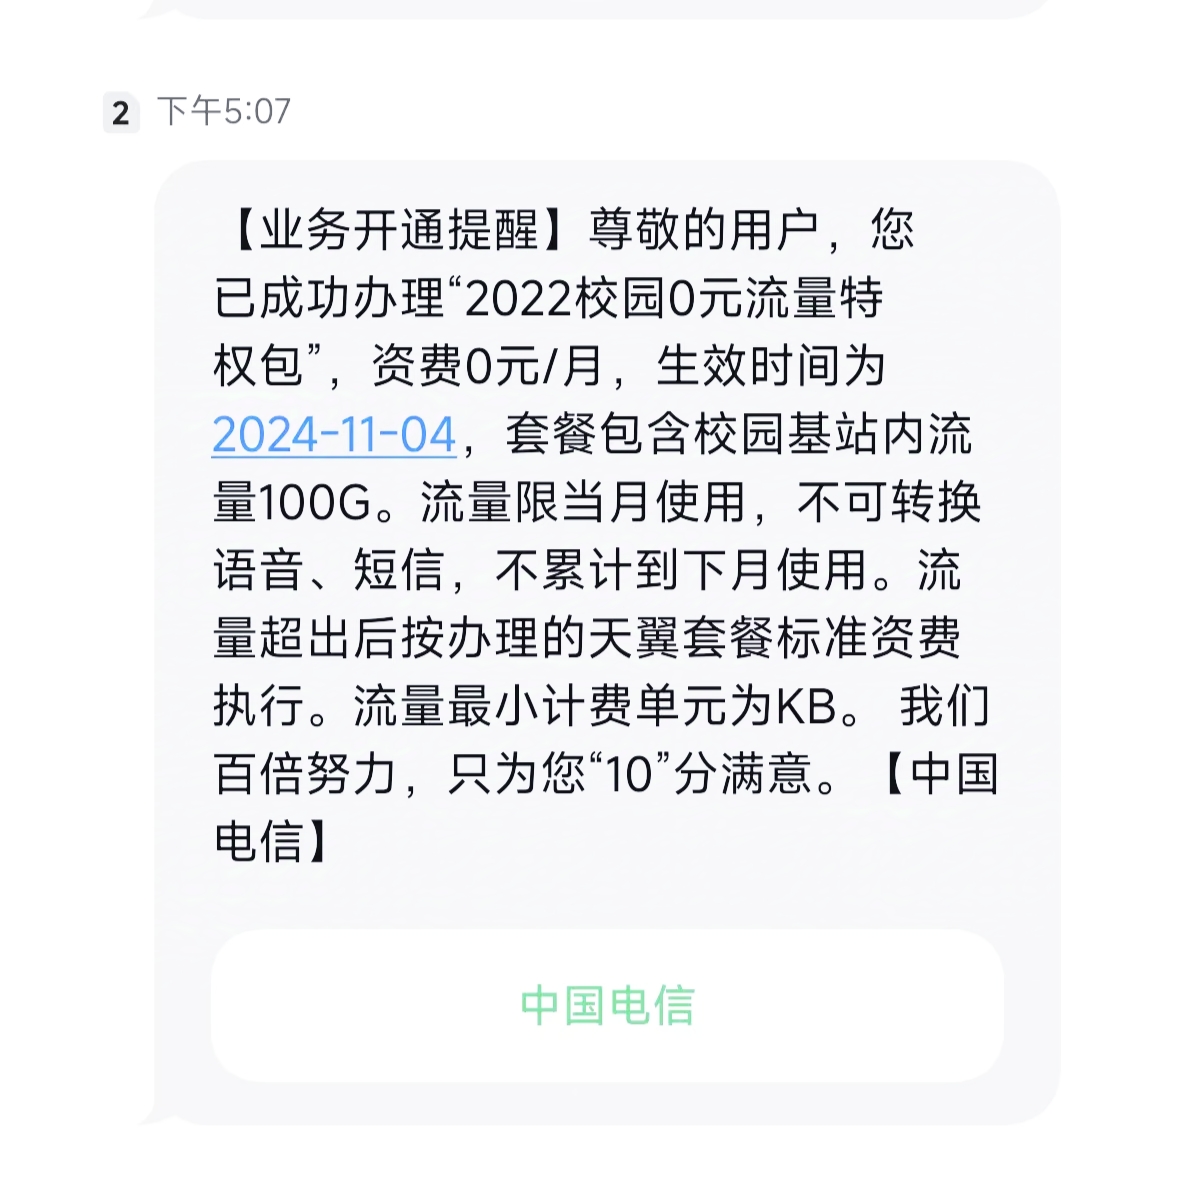 2 下午5:07
【业务开通提醒】尊敬的用户，您
已成功办理“2022校园0元流量特
权包”，资费0元/月，生效时间为
2024-11-04，套餐包含校园基站内流
量100G。流量限当月使用，不可转换
语音、短信，不累计到下月使用。流
量超出后按办理的天翼套餐标准资费
执行。流量最小计费单元为KB。 我们
百倍努力，只为您“10”分满意。【中国
电信】
中国电信